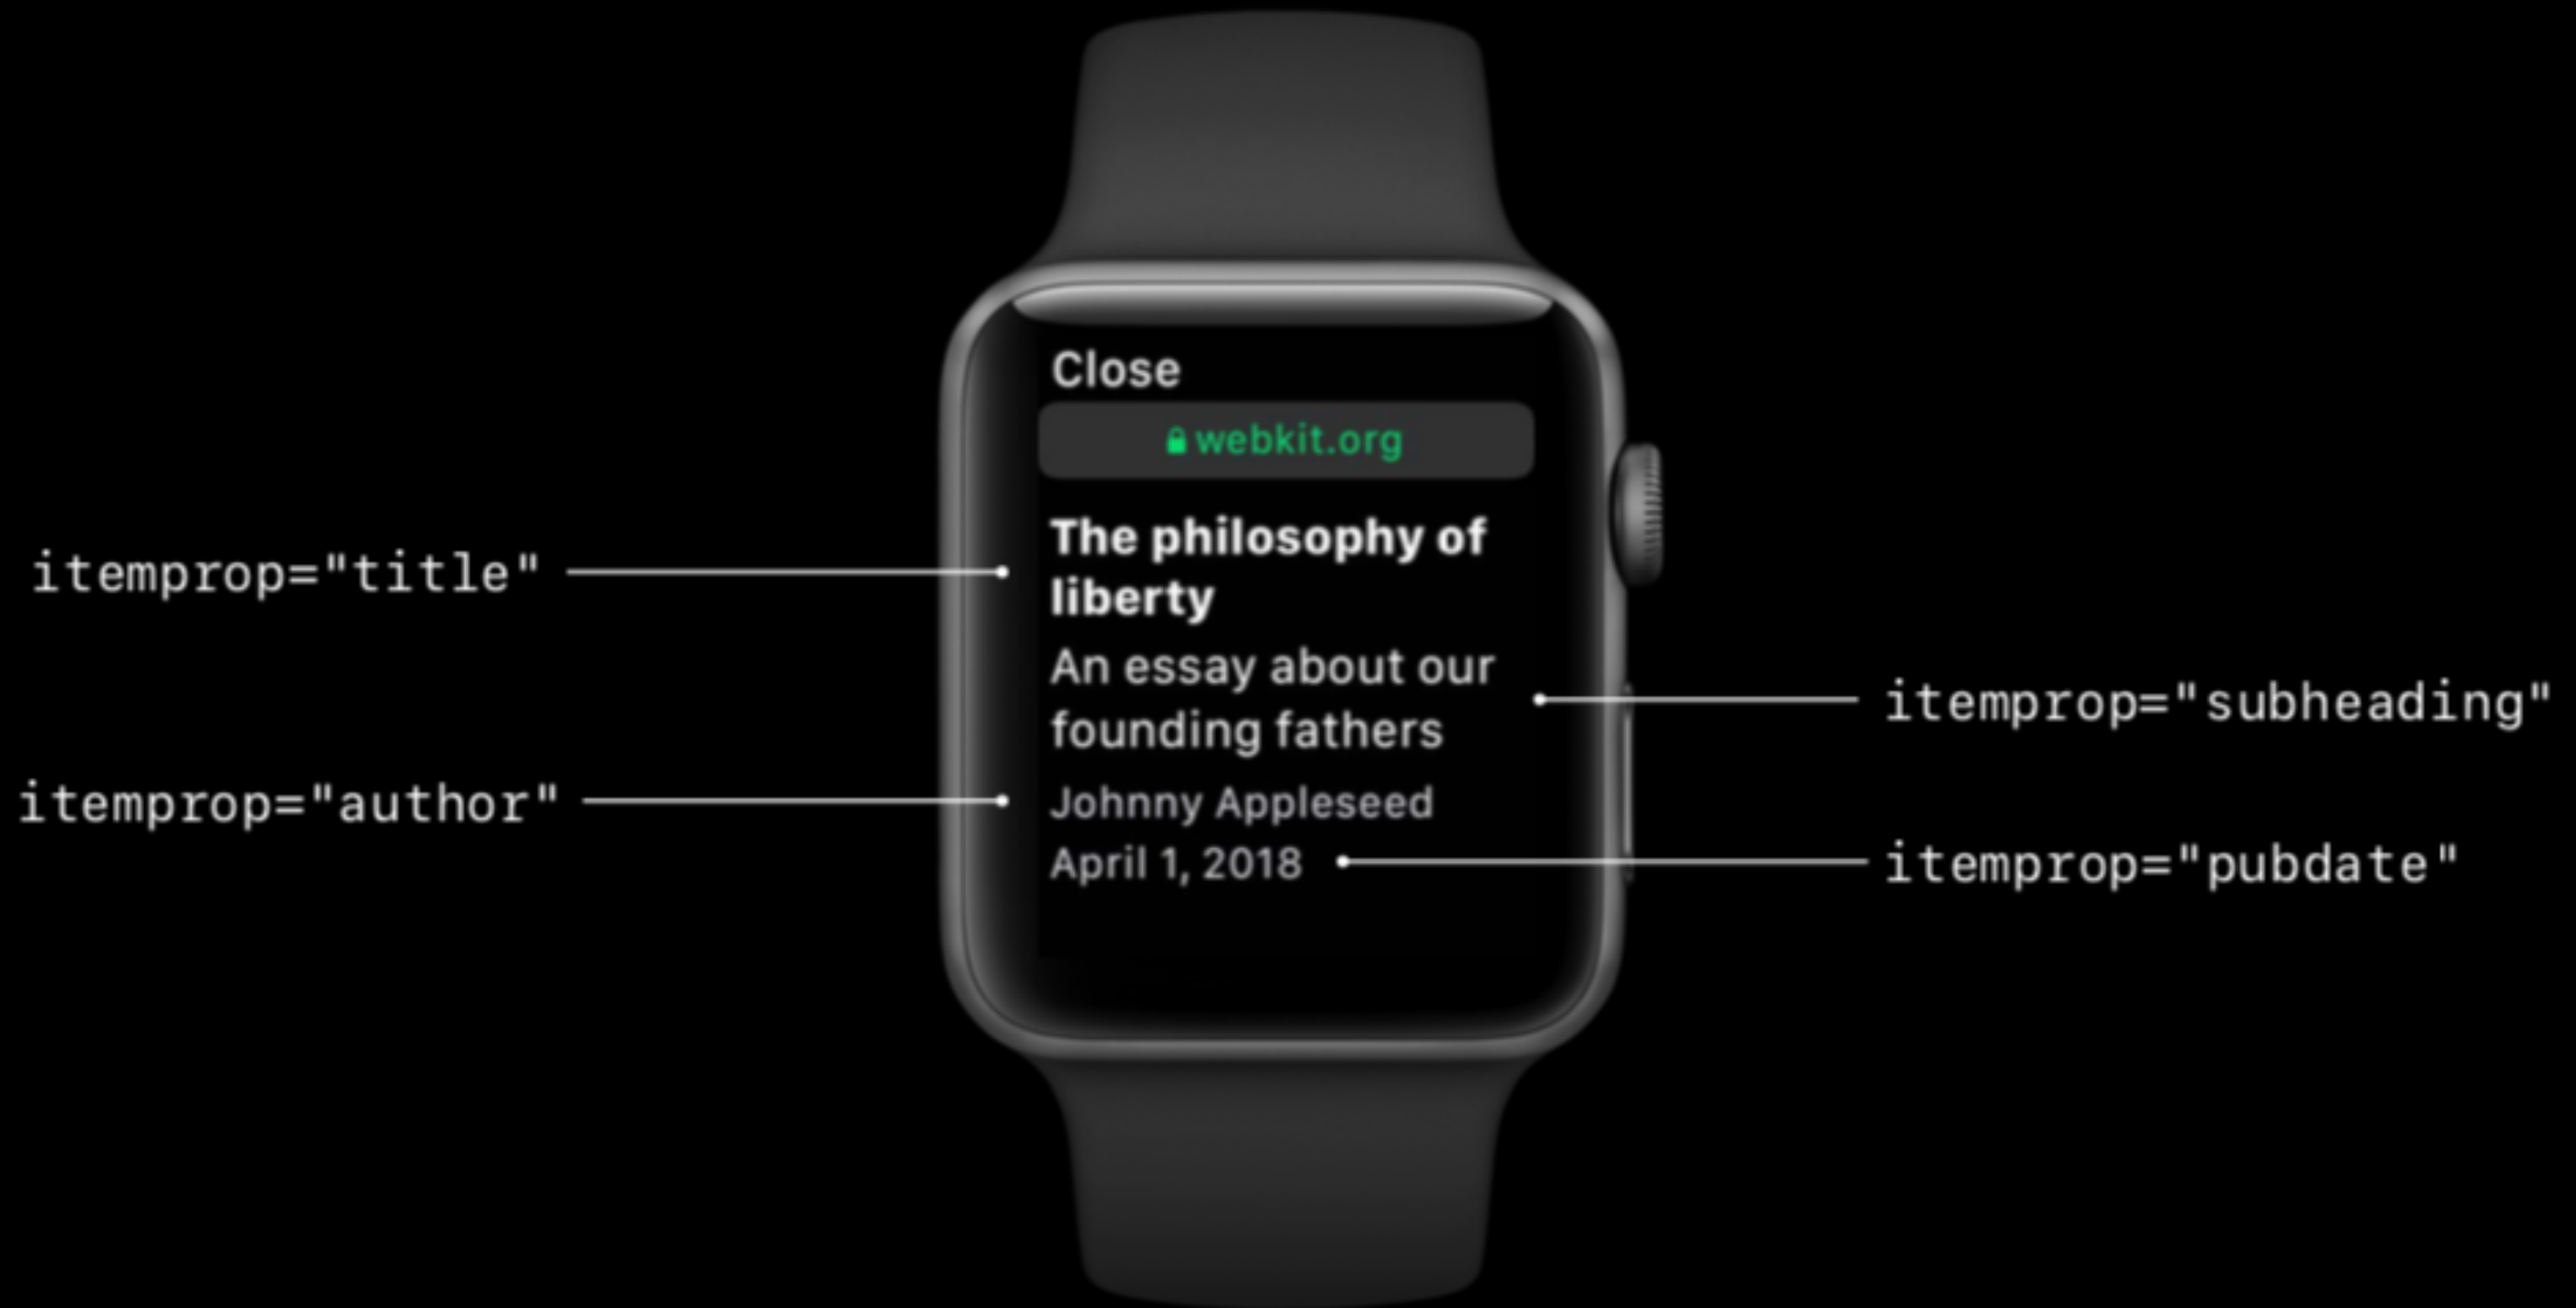 Close
webkit.org
The philosophy of
liberty
An essay about our
founding fathers
Johnny Appleseed
April 1, 2018
itemprop="title"
itemprop="author"
itemprop="subheading"
itemprop="pubdate"